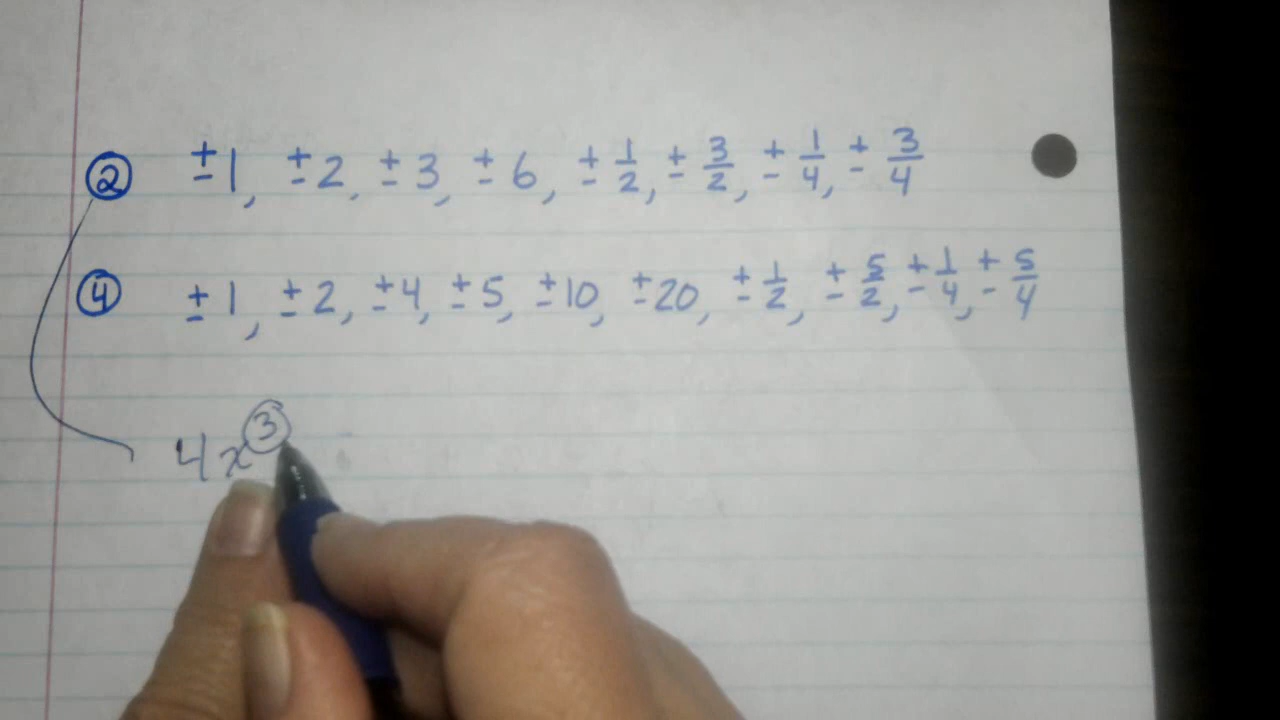 ② ±1, ±2, ±3, ±6, ±1/2, ±3/2, ±1/4, ±3/4
④ ±1, ±2, ±4, ±5, ±10, ±20, ±1/2, ±5/2, ±1/4, ±5/4
4x³